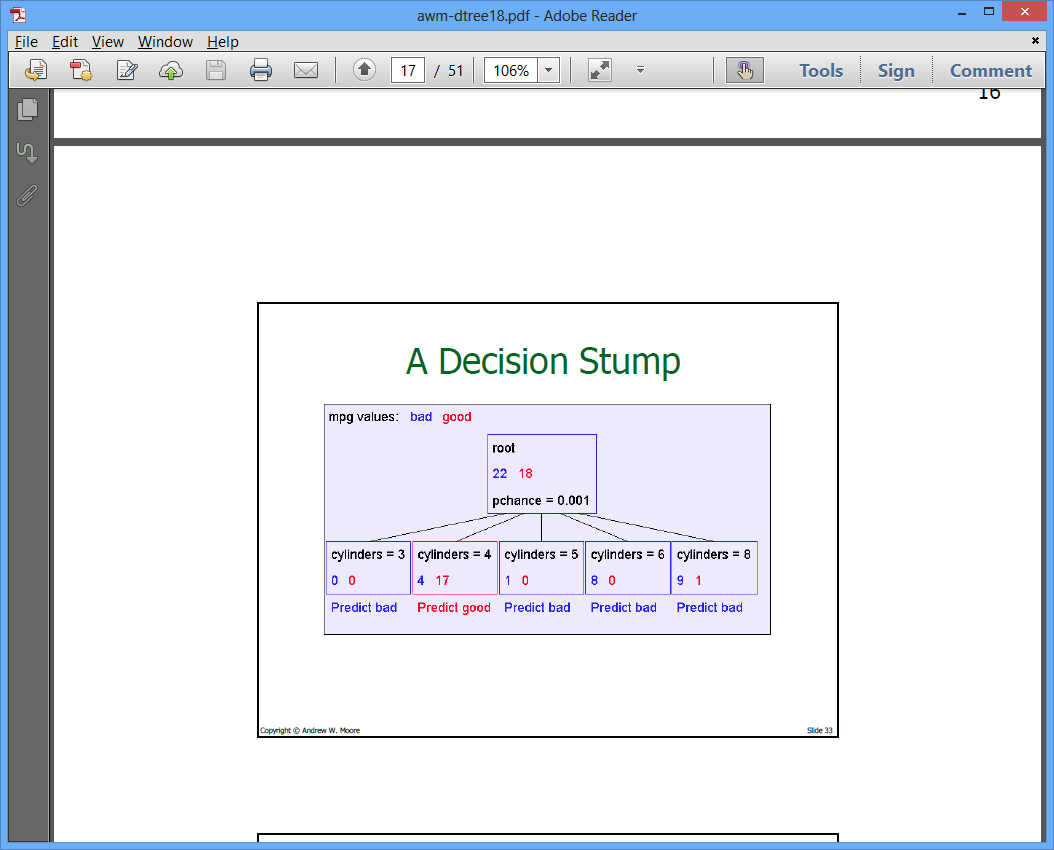 awm-dtree18.pdf - Adobe Reader
File Edit View Window Help
17 / 51 106% Tools Sign Comment
16
A Decision Stump
mpg values: bad good
root
22 18
pchance = 0.001
cylinders = 3 cylinders = 4 cylinders = 5 cylinders = 6 cylinders = 8
0 0 4 17 1 0 8 0 9 1
Predict bad Predict good Predict bad Predict bad Predict bad
Copyright © Andrew W. Moore Slide 33